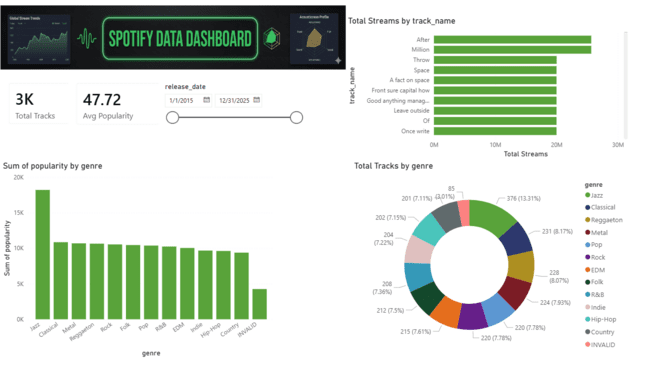 SPOTIFY DATA DASHBOARD
3K
Total Tracks
47.72
Avg Popularity
release_date
1/1/2015
12/31/2025
Total Streams by track_name
track_name
After
Million
Throw
Space
A fact on space
Front sure capital how
Good anything manag...
Leave outside
Of
Once write
0M
10M
20M
30M
Total Streams
Sum of popularity by genre
Sum of popularity
20K
15K
10K
5K
0K
Jazz
Classical
Metal
Reggaeton
Rock
Folk
Pop
R&B
EDM
Indie
Hip-Hop
Country
INVALID
genre
Total Tracks by genre
376 (13.31%)
231 (8.17%)
228
(8.07%)
224 (7.93%)
220 (7.78%)
220 (7.78%)
215 (7.61%)
212 (7.5%)
208
(7.36%)
204
(7.22%)
202 (7.15%)
201 (7.11%)
85
(3.01%)
genre
Jazz
Classical
Reggaeton
Metal
Pop
Rock
EDM
Folk
R&B
Indie
Hip-Hop
Country
INVALID